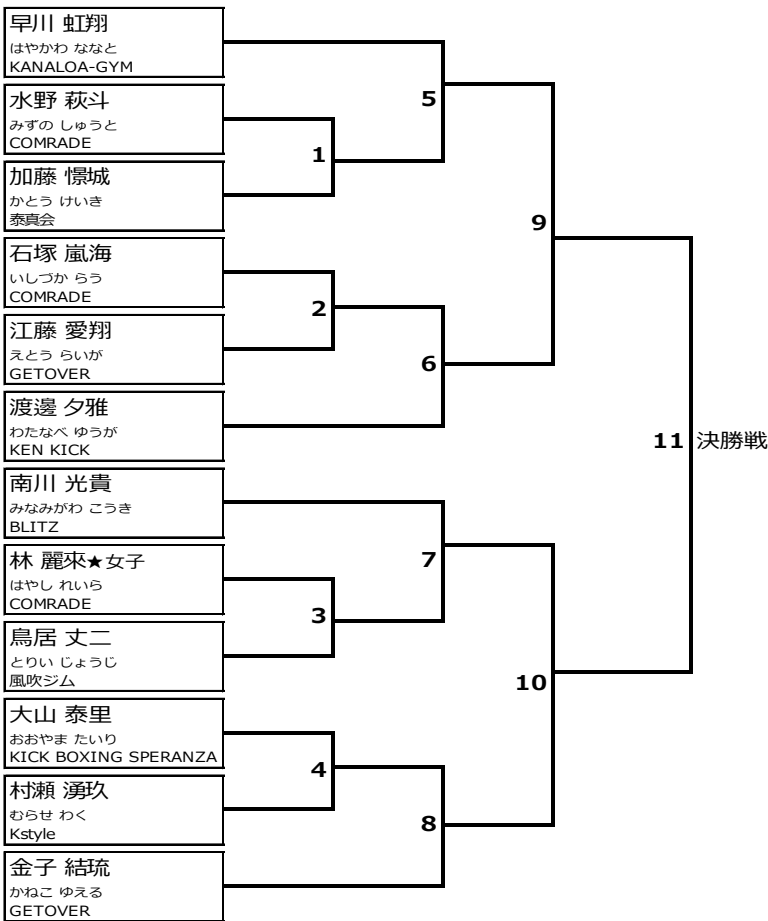 早川 虹翔
はやかわ ななと
KANALOA-GYM
水野 萩斗
みずの しゅうと
COMRADE
加藤 憬城
かとう けいき
泰真会
石塚 嵐海
いしづか らう
COMRADE
江藤 愛翔
えとう らいが
GETOVER
渡邊 夕雅
わたなべ ゆうが
KEN KICK
南川 光貴
みなみがわ こうき
BLITZ
林 麗來★女子
はやし れいら
COMRADE
鳥居 丈二
とりい じょうじ
風吹ジム
大山 泰里
おおやま たいり
KICK BOXING SPERANZA
村瀬 湧玖
むらせ わく
Kstyle
金子 結琉
かねこ ゆえる
GETOVER
1
2
3
4
5
6
7
8
9
10
11 決勝戦